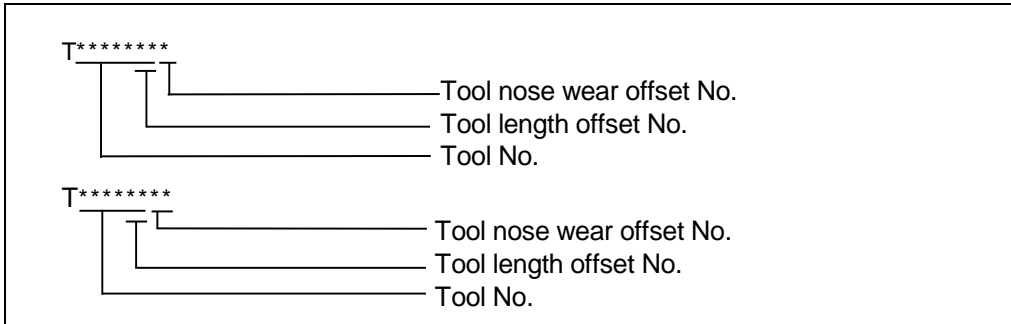 T********
Tool nose wear offset No.
Tool length offset No.
Tool No.
T********
Tool nose wear offset No.
Tool length offset No.
Tool No.